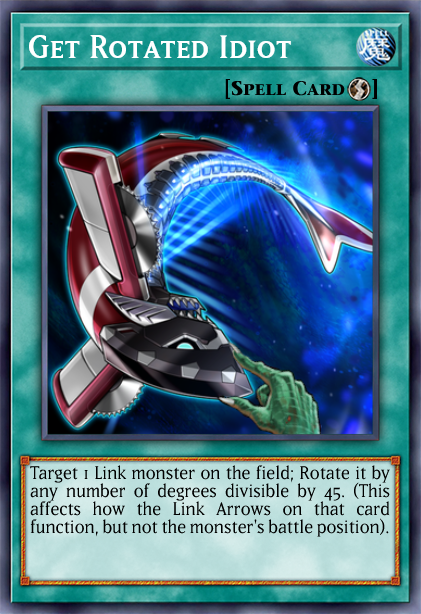 Get Rotated Idiot
魔
[Spell Card]
Target 1 Link monster on the field; Rotate it by
any number of degrees divisible by 45. (This
affects how the Link Arrows on that card
function, but not the monster's battle position).